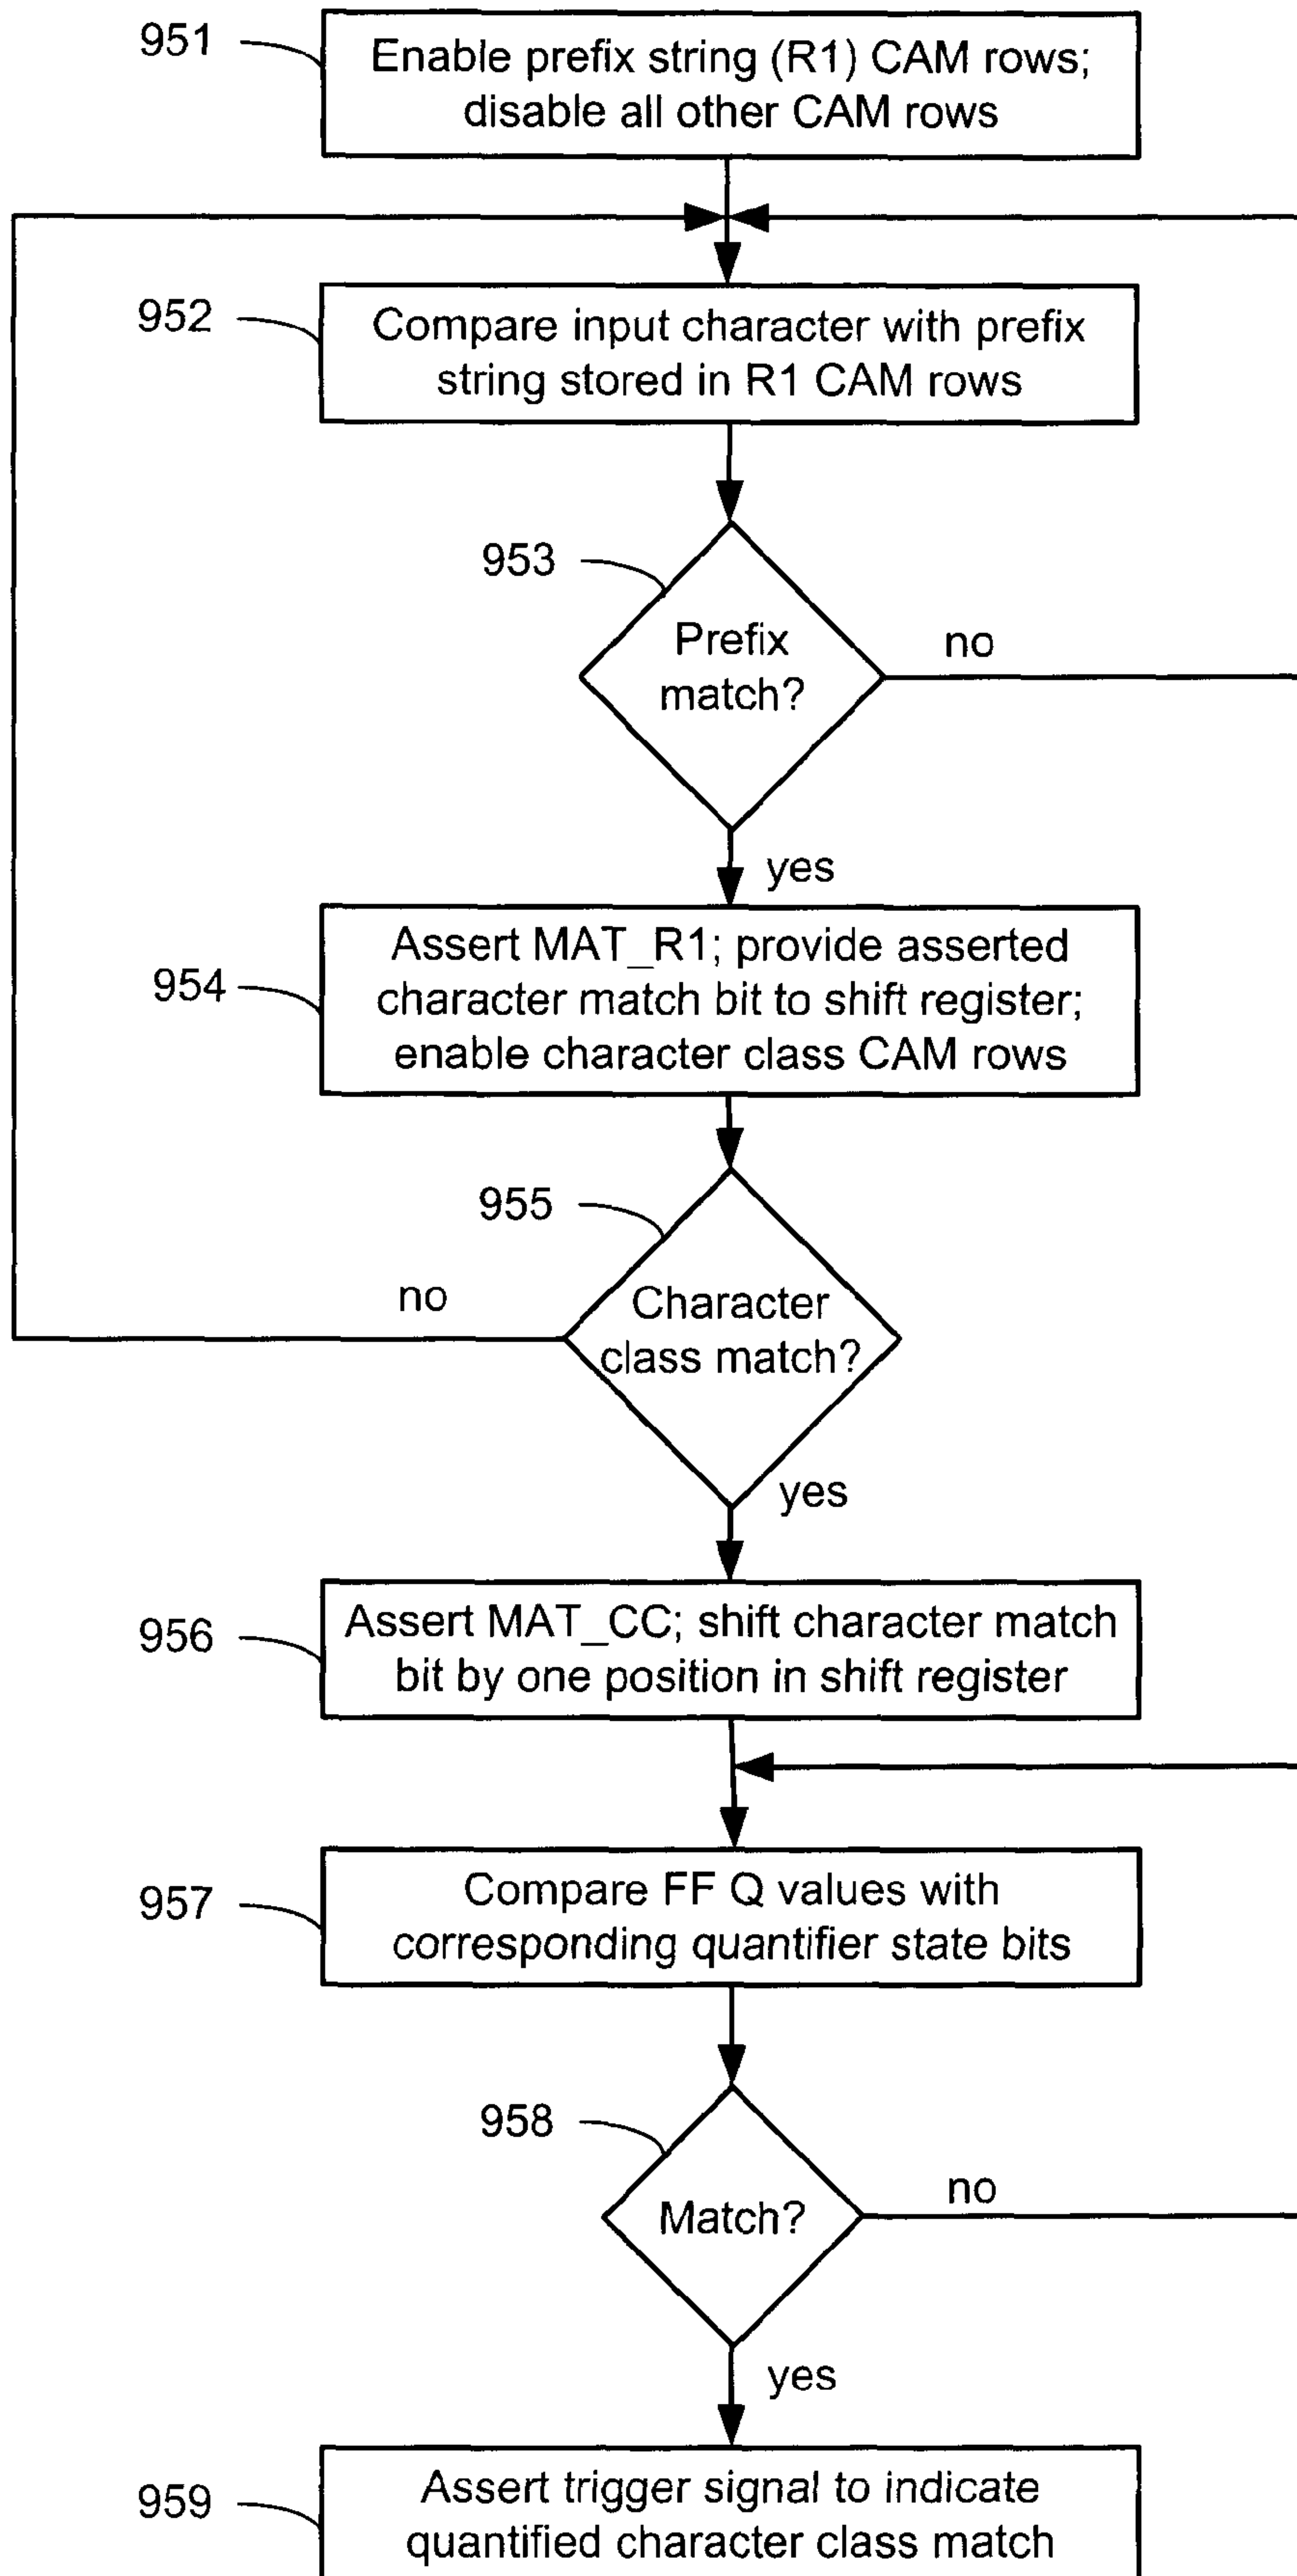 951
Enable prefix string (R1) CAM rows;
disable all other CAM rows
952
Compare input character with prefix
string stored in R1 CAM rows
953
Prefix
match?
no
yes
954
Assert MAT_R1; provide asserted
character match bit to shift register;
enable character class CAM rows
955
no
Character
class match?
yes
956
Assert MAT_CC; shift character match
bit by one position in shift register
957
Compare FF Q values with
corresponding quantifier state bits
958
no
Match?
yes
959
Assert trigger signal to indicate
quantified character class match